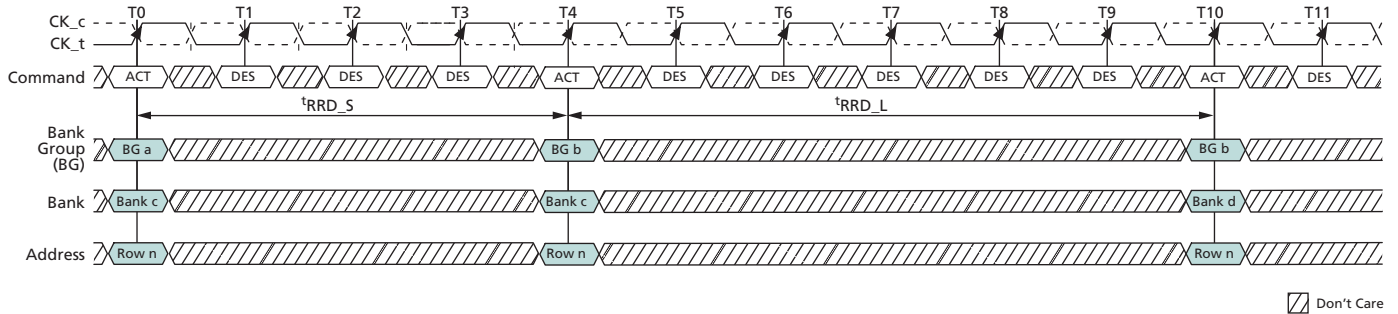 T0 T1 T2 T3 T4 T5 T6 T7 T8 T9 T10 T11
CK_c
CK_t
Command ACT DES DES DES ACT DES DES DES DES DES ACT DES
tRRD_S tRRD_L
Bank
Group
(BG)
BG a BG b BG b
Bank Bank c Bank c Bank d
Address Row n Row n Row n
Don't Care